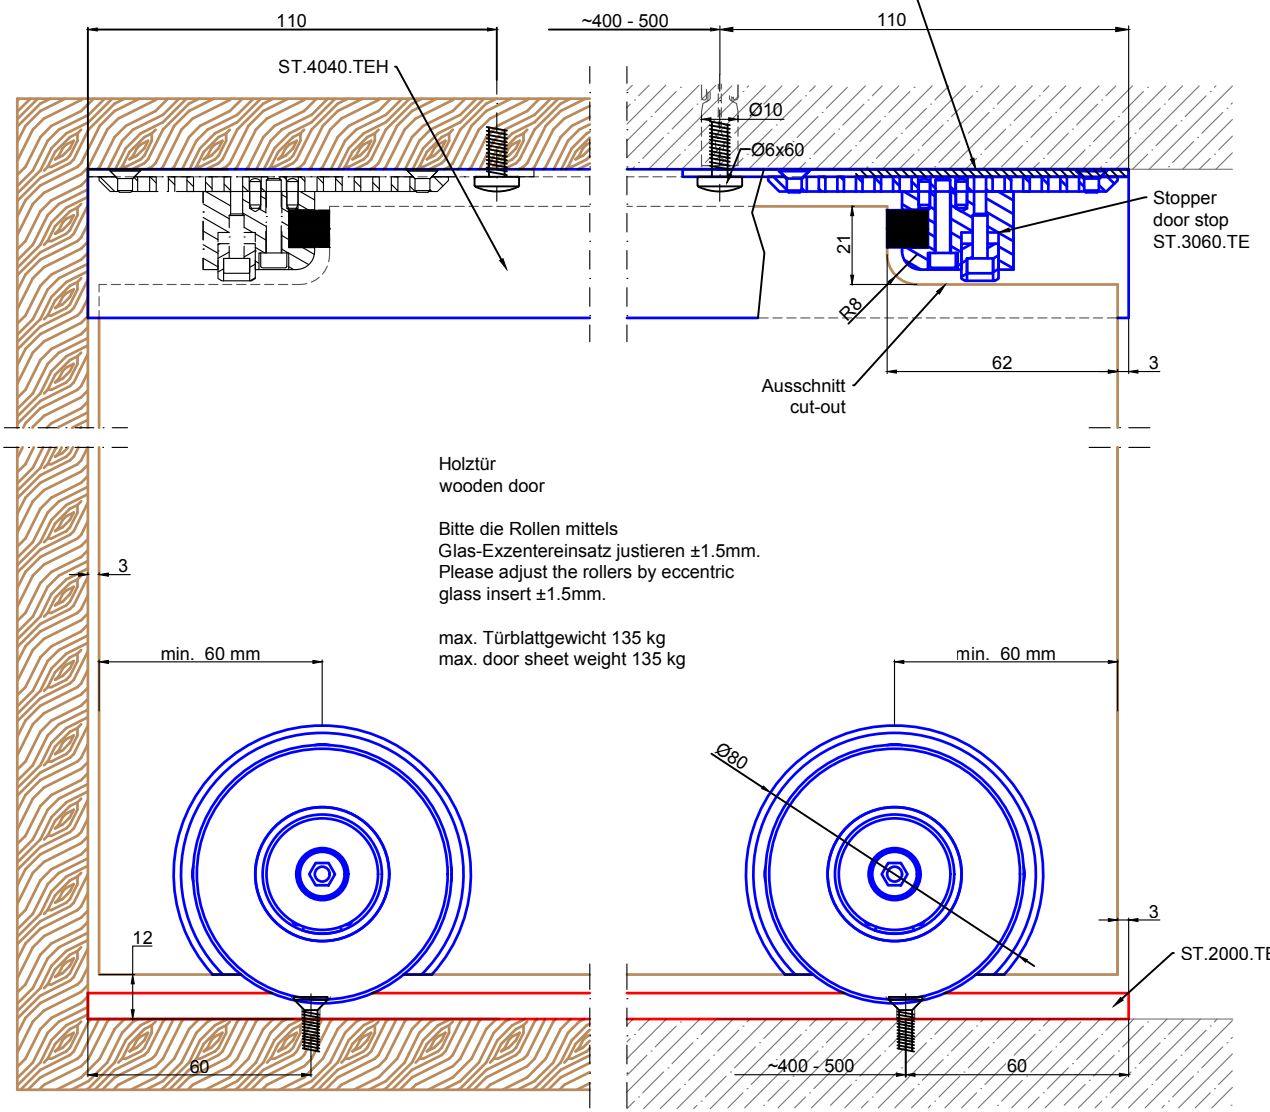 110
~400 - 500
110
ST.4040.TEH
Ø10
Ø6x60
Stopper
door stop
ST.3060.TE
21
R8
62
3
Ausschnitt
cut-out
Holztür
wooden door
Bitte die Rollen mittels
Glas-Exzentereinsatz justieren ±1.5mm.
Please adjust the rollers by eccentric
glass insert ±1.5mm.
3
max. Türblattgewicht 135 kg
max. door sheet weight 135 kg
min. 60 mm
min. 60 mm
Ø80
12
3
ST.2000.TE
60
~400 - 500
60